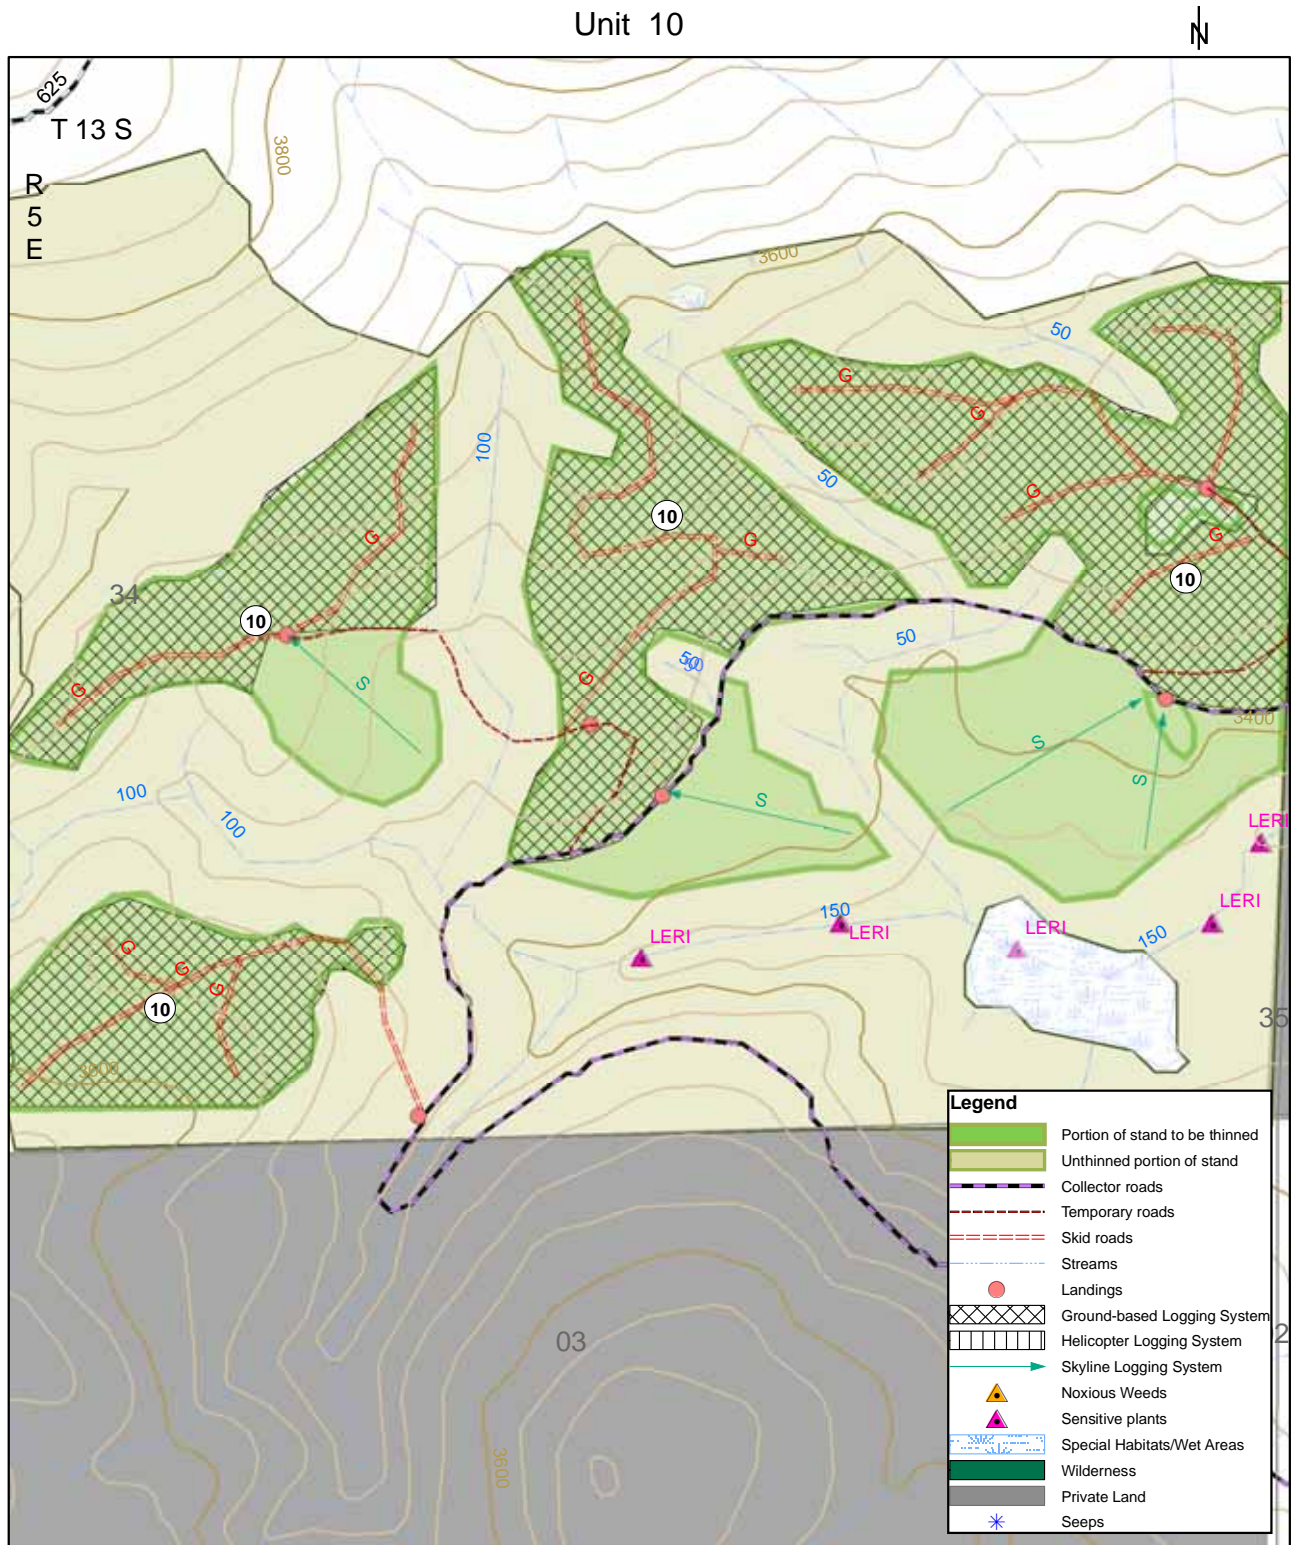 Unit 10
N
625
T 13 S
R
5
E
3800
3600
50
G
100
50
G
G
10
G
G
G
G
34
10
10
50
50
50
G
S
G
3400
S
S
S
100
100
LERI
150
LERI
LERI
LERI
LERI
150
G
G
G
10
3600
35
03
3600
2
Legend
Portion of stand to be thinned
Unthinned portion of stand
Collector roads
Temporary roads
Skid roads
Streams
Landings
Ground-based Logging System
Helicopter Logging System
Skyline Logging System
Noxious Weeds
Sensitive plants
Special Habitats/Wet Areas
Wilderness
Private Land
Seeps